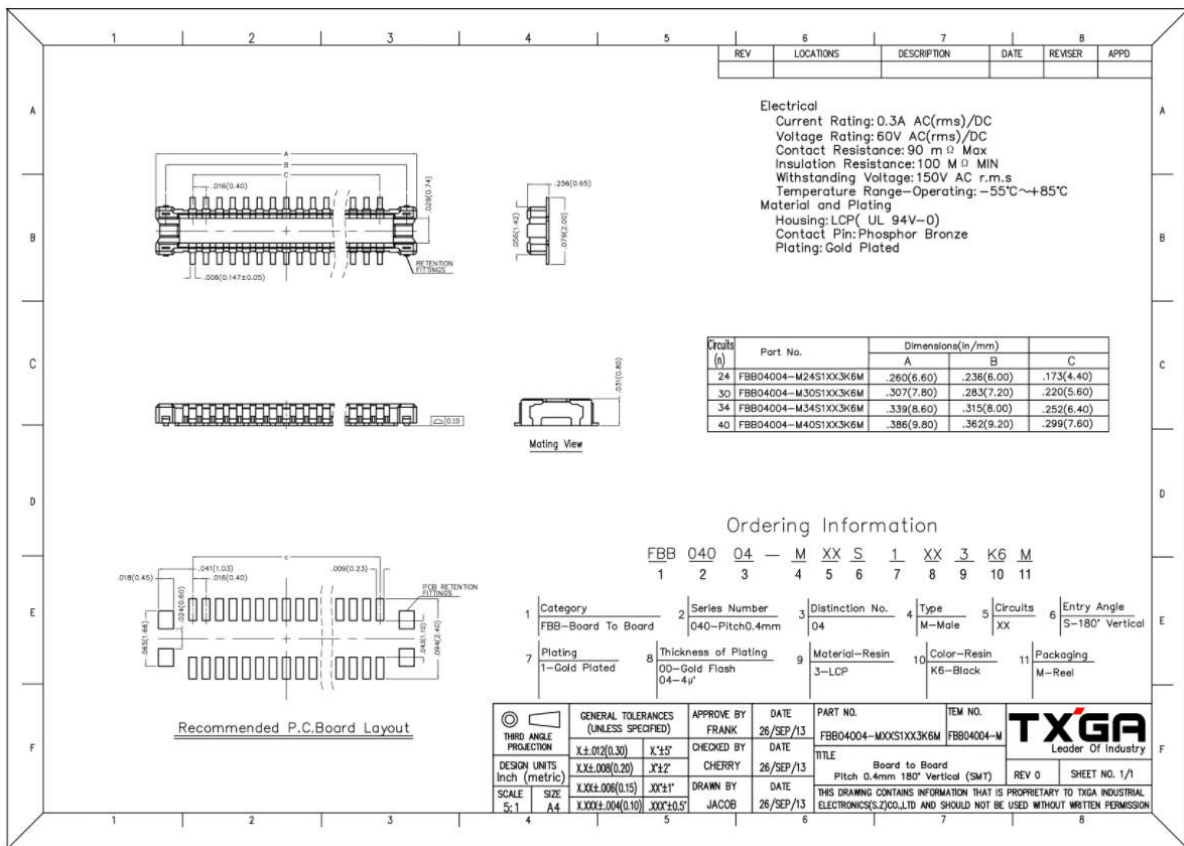 1 2 3 4 5 6 7 8
REV LOCATIONS DESCRIPTION DATE REVISER APPD
A A
Electrical
Current Rating:0.3A AC(rms)/DC
Voltage Rating:60V AC(rms)/DC
Contact Resistance:90 mΩ Max
Insulation Resistance:100 MΩ MIN
Withstanding Voltage:150V AC r.m.s
Temperature Range-Operating:-55℃~+85℃
Material and Plating
Housing:LCP( UL 94V-0)
Contact Pin:Phosphor Bronze
Plating:Gold Plated
A
B
C
.016(0.40)
.029(0.74)
.256(0.65)
.056(1.42)
.079(2.00)
B B
RETENTION
FITTINGS
.006(0.147±0.05)
C C
Circuits
(n) Part No. Dimensions(in/mm)
A B C
24 FBB04004-M24S1XX3K6M .260(6.60) .236(6.00) .173(4.40)
30 FBB04004-M30S1XX3K6M .307(7.80) .283(7.20) .220(5.60)
34 FBB04004-M34S1XX3K6M .339(8.60) .315(8.00) .252(6.40)
40 FBB04004-M40S1XX3K6M .386(9.80) .362(9.20) .299(7.60)
.031(0.80)
0.10
Mating View
D D
Ordering Information
FBB 040 04 - M XX S 1 XX 3 K6 M
1 2 3 4 5 6 7 8 9 10 11
1 Category
FBB-Board To Board
2 Series Number
040-Pitch0.4mm
3 Distinction No.
04
4 Type
M-Male
5 Circuits
XX
6 Entry Angle
S-180° Vertical
7 Plating
1-Gold Plated
8 Thickness of Plating
00-Gold Flash
04-4μ"
9 Material-Resin
3-LCP
10 Color-Resin
K6-Black
11 Packaging
M-Reel
c
.041(1.03) .009(0.23)
.018(0.45) .016(0.40)
PCB RETENTION
FITTINGS
.024(0.60)
.065(1.66)
.043(1.10)
.094(2.40)
E E
Recommended P.C.Board Layout
F F
THIRD ANGLE
PROJECTION
DESIGN UNITS
Inch (metric)
SCALE SIZE
5:1 A4
GENERAL TOLERANCES
(UNLESS SPECIFIED)
X.±.012(0.30) X.°±5°
X.X±.008(0.20) .X°±2°
X.XX±.006(0.15) .XX°±1°
X.XXX±.004(0.10) .XXX°±0.5°
APPROVE BY DATE
FRANK 26/SEP/13
CHECKED BY DATE
CHERRY 26/SEP/13
DRAWN BY DATE
JACOB 26/SEP/13
PART NO. TEM NO.
FBB04004-MXXS1XX3K6M FBB04004-M
TITLE
Board to Board
Pitch 0.4mm 180° Vertical (SMT)
REV 0 SHEET NO. 1/1
TXGA
Leader Of Industry
THIS DRAWING CONTAINS INFORMATION THAT IS PROPRIETARY TO TXGA INDUSTRIAL
ELECTRONICS(S.Z)CO.,LTD AND SHOULD NOT BE USED WITHOUT WRITTEN PERMISSION
1 2 3 4 5 6 7 8